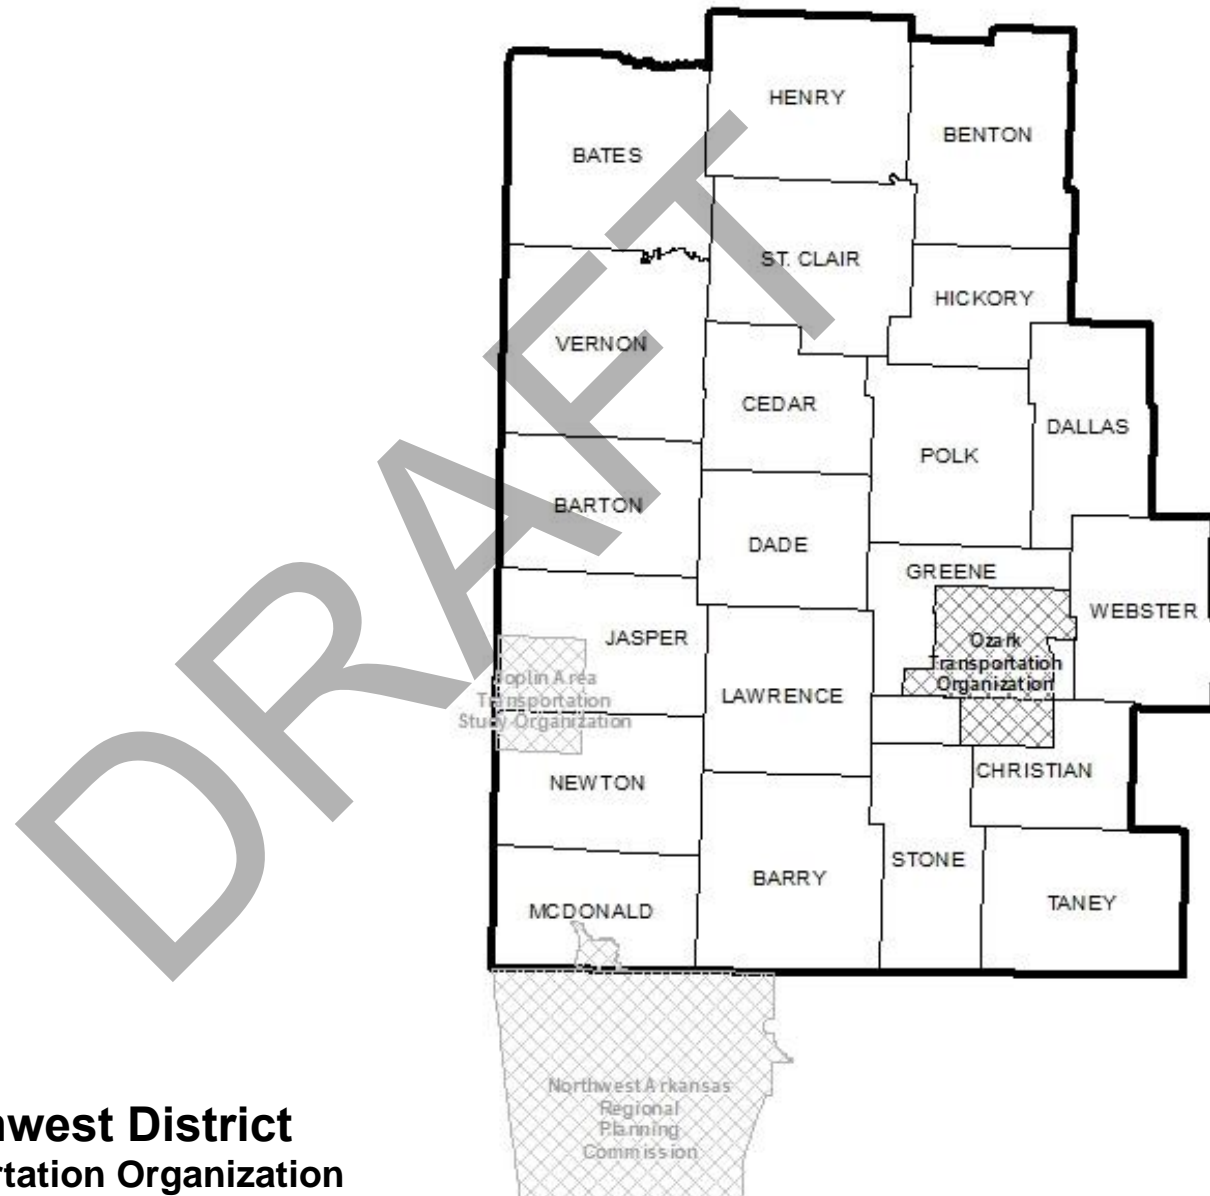 HENRY
BENTON
BATES
ST. CLAIR
HICKORY
VERNON
CEDAR
DALLAS
POLK
BARTON
DADE
GREENE
WEBSTER
JASPER
Ozark
Transportation
Organization
Joplin Area
Transportation
Study Organization
LAWRENCE
CHRISTIAN
NEWTON
STONE
BARRY
TANEY
MCDONALD
Northwest Arkansas
Regional
Planning
Commission
DRAFT
west District
rtation Organization